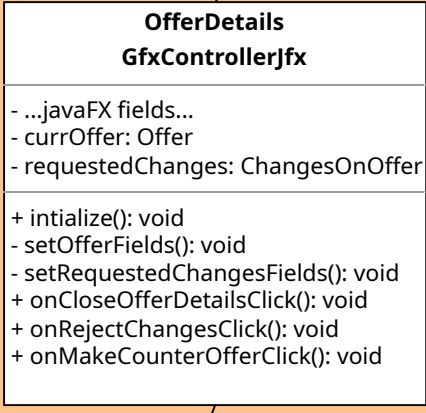 OfferDetails
GfxControllerJfx
- ...javaFX fields...
- currOffer: Offer
- requestedChanges: ChangesOnOffer
+ intialize(): void
- setOfferFields(): void
- setRequestedChangesFields(): void
+ onCloseOfferDetailsClick(): void
+ onRejectChangesClick(): void
+ onMakeCounterOfferClick(): void